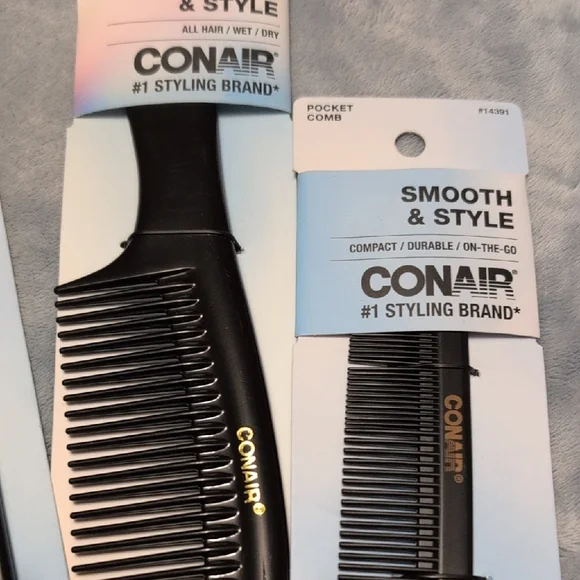 & STYLE
ALL HAIR / WET / DRY
CONAIR®
#1 STYLING BRAND*
CONAIR®
POCKET
COMB
#14391
SMOOTH
& STYLE
COMPACT / DURABLE / ON-THE-GO
CONAIR®
#1 STYLING BRAND*
CONAIR®